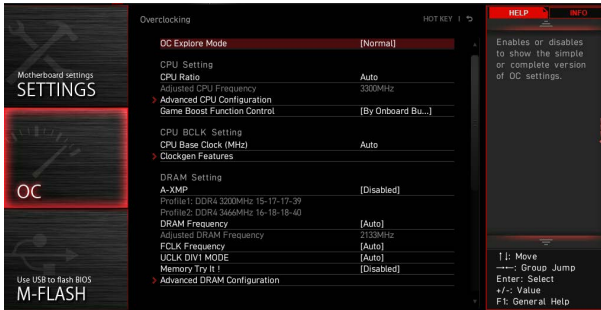 Motherboard settings
SETTINGS
OC
Use USB to flash BIOS
M-FLASH
Overclocking
HOT KEY |
OC Explore Mode [Normal]
CPU Setting
CPU Ratio Auto
Adjusted CPU Frequency 3300MHz
Advanced CPU Configuration
Game Boost Function Control [By Onboard Bu...]
CPU BCLK Setting
CPU Base Clock (MHz) Auto
Clockgen Features
DRAM Setting
A-XMP [Disabled]
Profile1: DDR4 3200MHz 15-17-17-39
Profile2: DDR4 3466MHz 16-18-18-40
DRAM Frequency [Auto]
Adjusted DRAM Frequency 2133MHz
FCLK Frequency [Auto]
UCLK DIV1 MODE [Auto]
Memory Try It ! [Disabled]
Advanced DRAM Configuration
HELP
INFO
Enables or disables
to show the simple
or complete version
of OC settings.
↑↓: Move
→←: Group Jump
Enter: Select
+/-: Value
F1: General Help